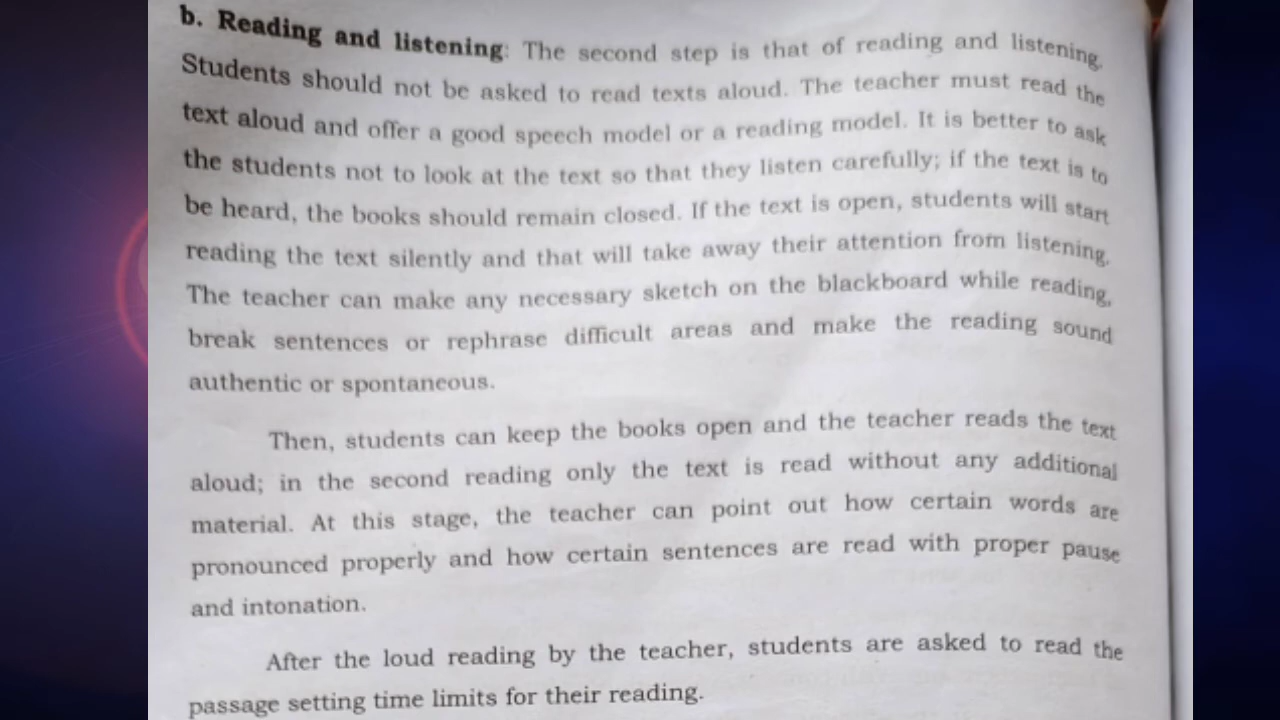 b. Reading and listening: The second step is that of reading and listening.
Students should not be asked to read texts aloud. The teacher must read the
text aloud and offer a good speech model or a reading model. It is better to ask
the students not to look at the text so that they listen carefully; if the text is to
be heard, the books should remain closed. If the text is open, students will start
reading the text silently and that will take away their attention from listening.
The teacher can make any necessary sketch on the blackboard while reading,
break sentences or rephrase difficult areas and make the reading sound
authentic or spontaneous.
Then, students can keep the books open and the teacher reads the text
aloud; in the second reading only the text is read without any additional
material. At this stage, the teacher can point out how certain words are
pronounced properly and how certain sentences are read with proper pause
and intonation.
After the loud reading by the teacher, students are asked to read the
passage setting time limits for their reading.